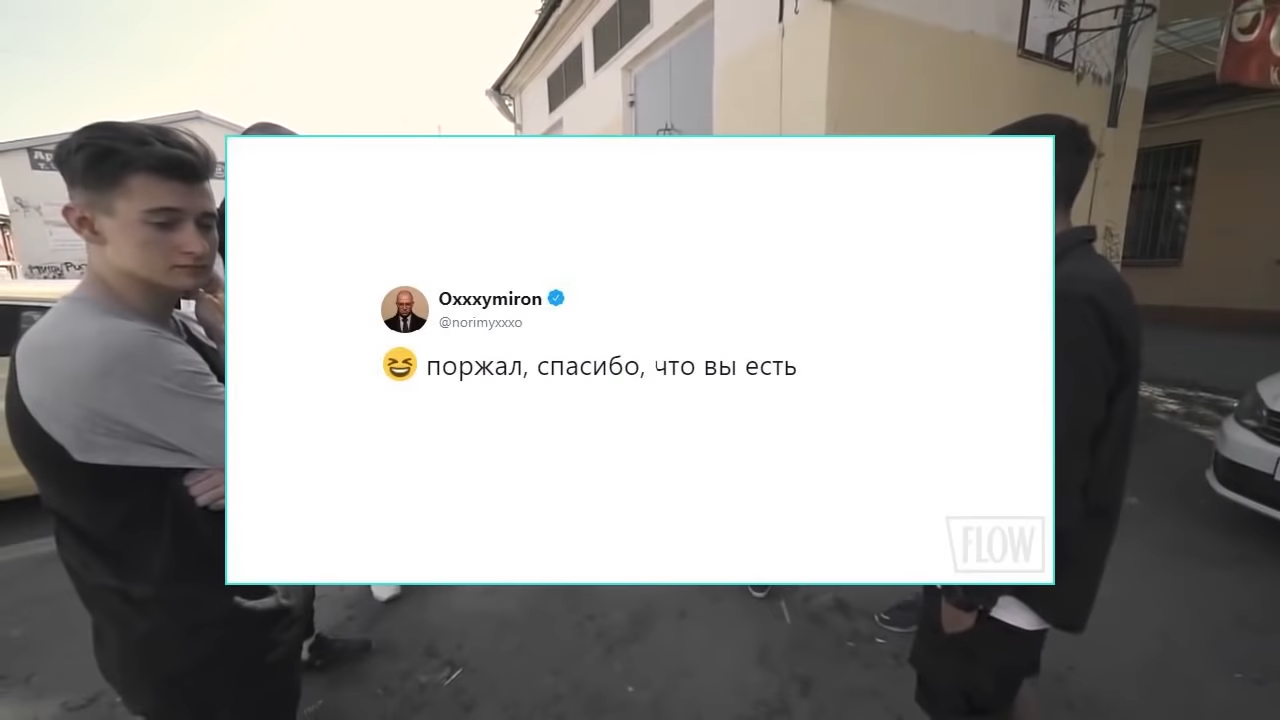 Oxxxymiron
@norimyxxxo
😆 поржал, спасибо, что вы есть
FLOW